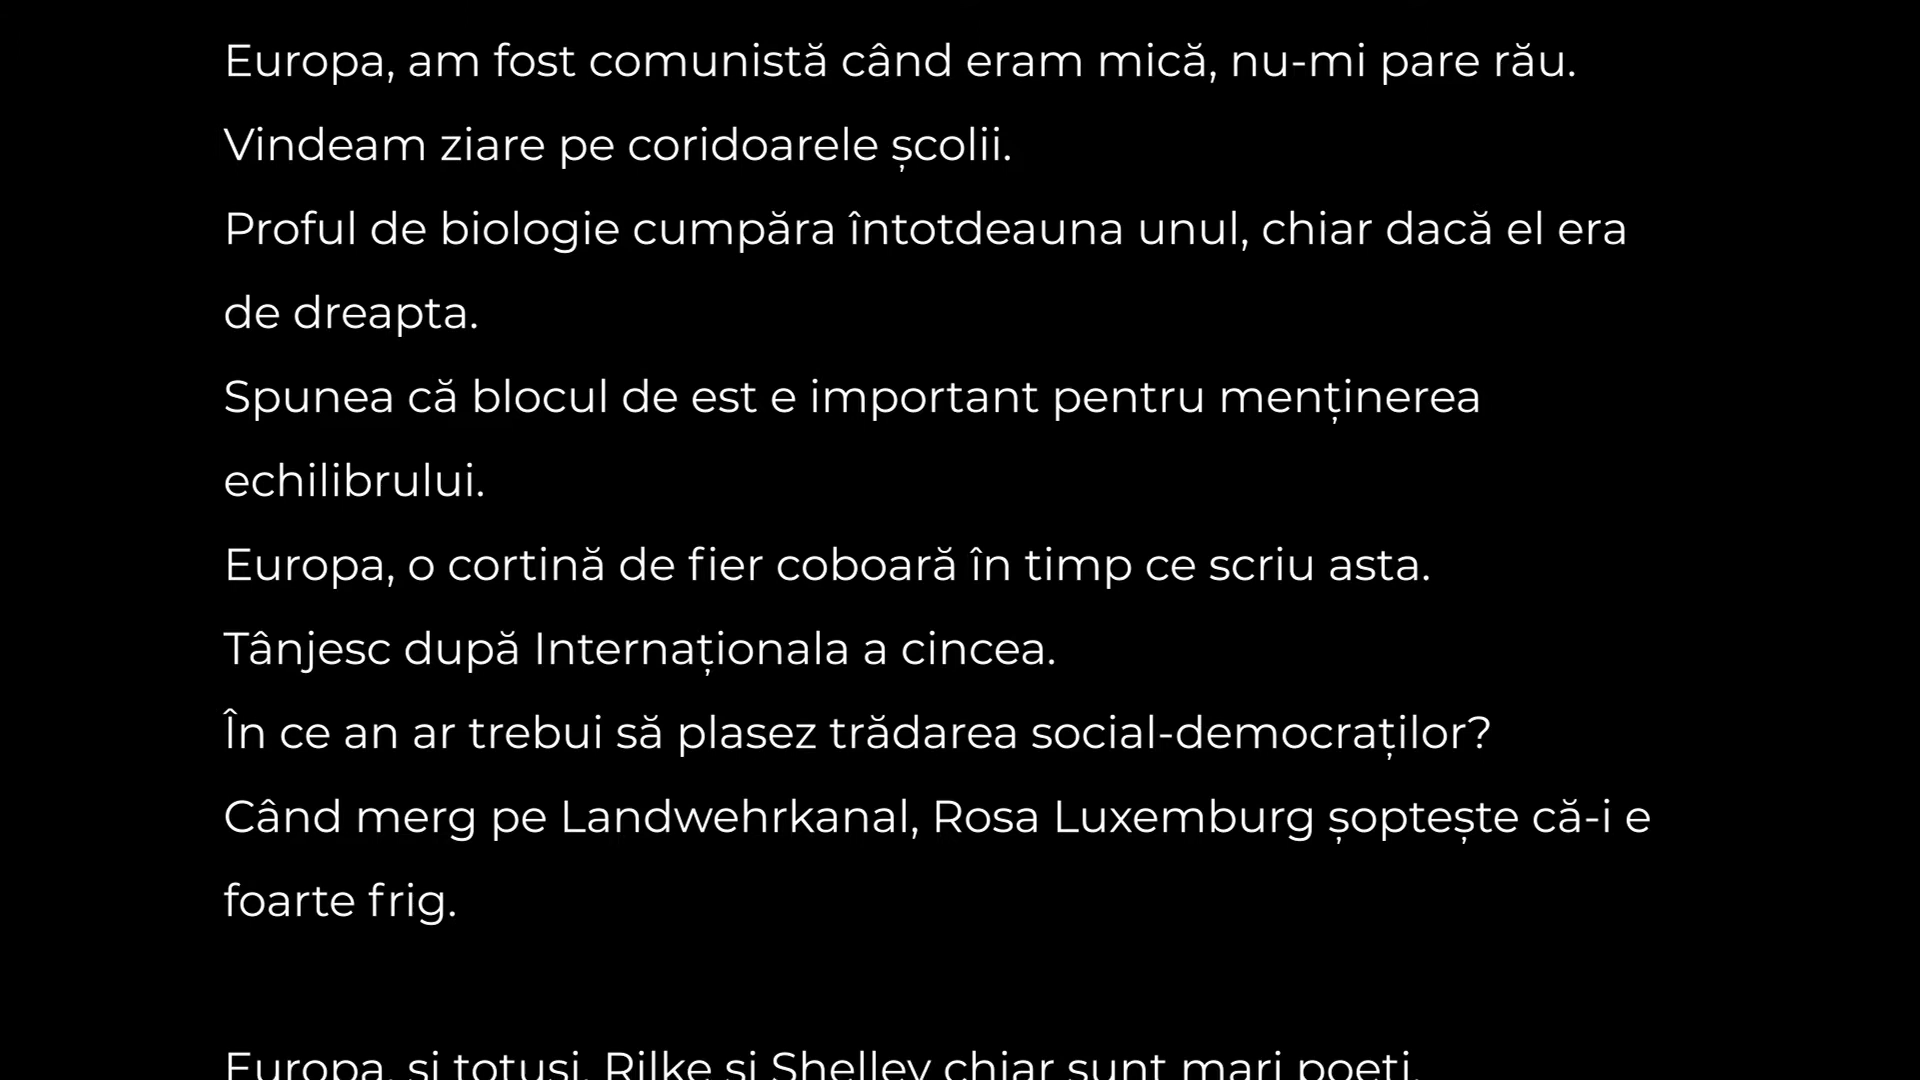 Europa, am fost comunistă când eram mică, nu-mi pare rău.
Vindeam ziare pe coridoarele școlii.
Proful de biologie cumpăra întotdeauna unul, chiar dacă el era
de dreapta.
Spunea că blocul de est e important pentru menținerea
echilibrului.
Europa, o cortină de fier coboară în timp ce scriu asta.
Tânjesc după Internaționala a cincea.
În ce an ar trebui să plasez trădarea social-democraților?
Când merg pe Landwehrkanal, Rosa Luxemburg șoptește că-i e
foarte frig.
Europa, și totuși, Rilke și Shelley chiar sunt mari poeți.